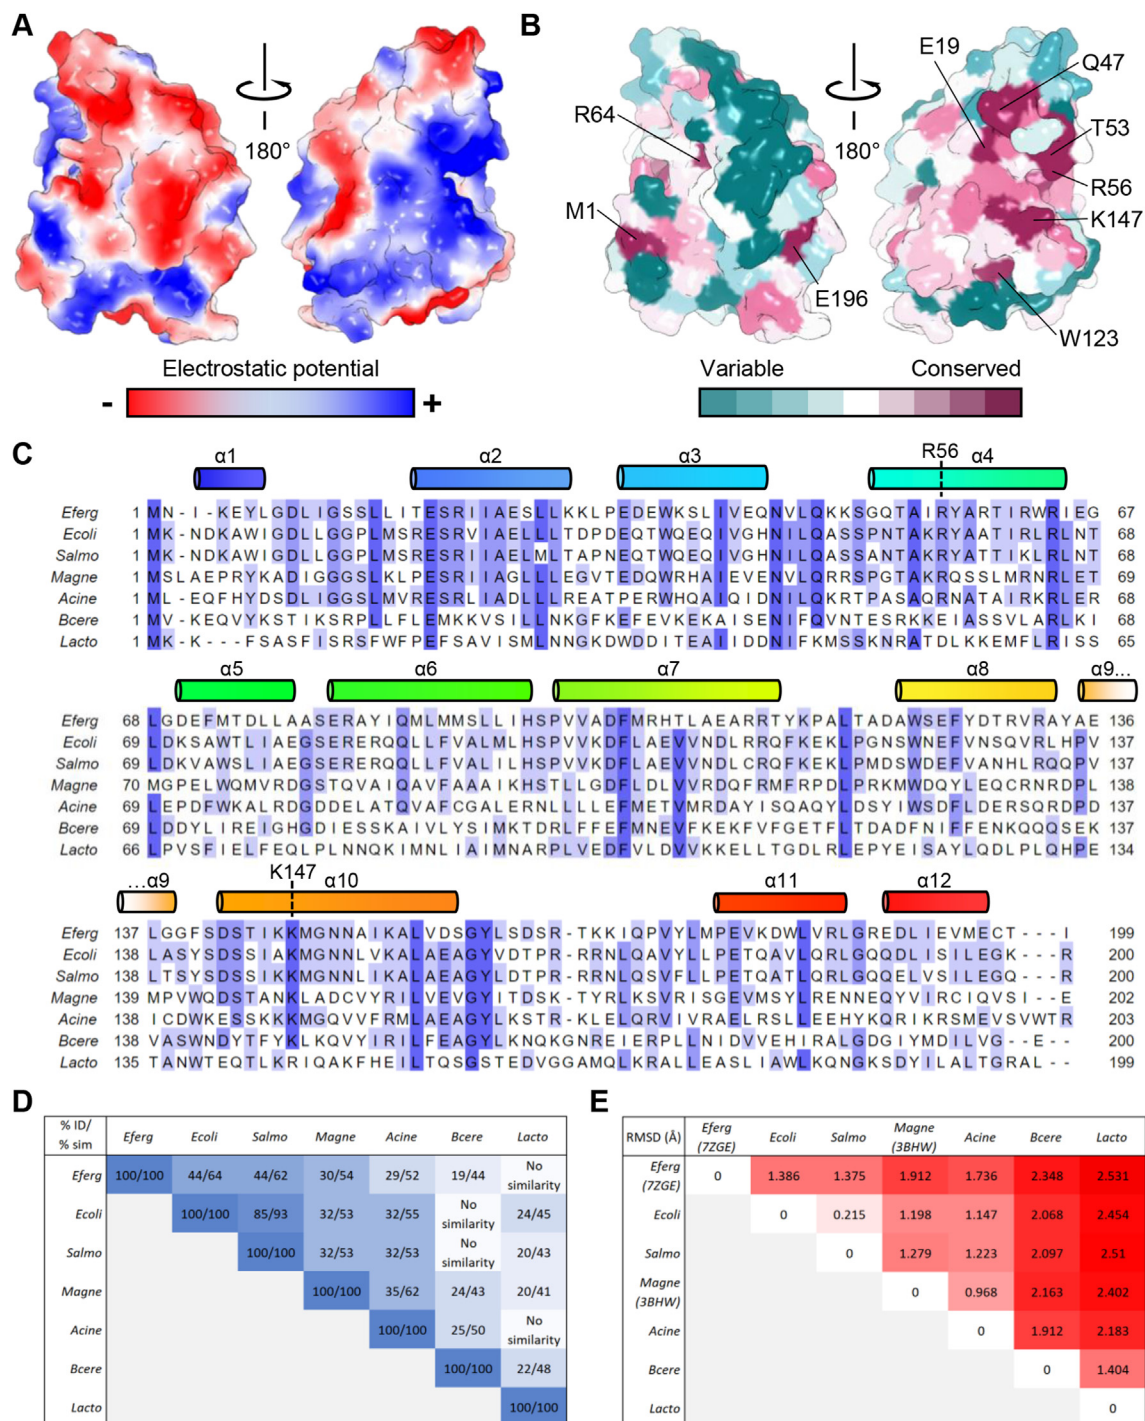 A
B
180°
180°
E19
Q47
T53
R56
K147
W123
R64
M1
E196
Electrostatic potential
- +
Variable Conserved
C
α1 α2 α3 R56 α4
Eferg 1 MN-I-KEYLGDLIGSSLLITESRIIAESLLKKLPEDEWKSLIVEQNVLQKKSGQTAIRYARTIRWRIEG 67
Ecoli 1 MK-NDKAWIGDLLGGPLMSRESRVIAELLLTDPDEQTWQEQIVGHNILQASSPNTAKRYAATIRLRLNT 68
Salmo 1 MK-NDKAWIGDLLGGPLMSRESRIIAELMLTAPNEQTWQEQIVGHNILQASSANTAKRYATTIKLRLNT 68
Magne 1 MSLAEPRYKADIGGGSLKLPESRIIAGLLLEGVTEDQWRHAIEVENVLQRRSPGTAKRQSSLMRNRLET 69
Acine 1 ML-EQFHYDSDLIGGSLMVRESRLIADLLLREATPERWHQAIQIDNILQKRTPASAQRNATAIRKRLER 68
Bcere 1 MV-KEQVYKSTIKSRPLLFLEMKKVSILLNNGKFKEFEVKEKAISENIFQVNTESRKKEIASSVLARLKI 68
Lacto 1 MK-K---FSASFISRSFWFPEFSAVISMLNNGKDWDDITEAIIDDNIFKMSSKNRATDLKKEMFLRISS 65
α5 α6 α7 α8 α9...
Eferg 68 LGDEFMTDLLAASERAYIQMLMMSLLIHSPVVADFMRHTLAEARRTYKPALTADAWSEFYDTRVRAYAE 136
Ecoli 69 LDKSAWTLIAEGSERERQQLLFVALMLHSPVVKDFLAEVVNDLRRQFKEKLPGNSWNEFVNSQVRLHPV 137
Salmo 69 LDKVAWSLIAEGSERERQQLLFVALILHSPVVKDFLAEVVNDLCRQFKEKLPMDSWDEFVANHLRQQPV 137
Magne 70 MGPELWQMVRDGSTQVAIQAVFAAAIKHSTLLGDFLDLVVRDQFRMFRPDLPRKMWDQYLEQCRNRDPL 138
Acine 69 LEPDFWKALRDGDDELATQVAFCGALERNLLLLEFMETVMRDAYISQAQYLDSYIWSDFLDERSQRDPD 137
Bcere 69 LDDYLIREIGHGDIESSKAIVLYSIMKTDRLFFEFMNEVFKEKFVFGETFLTDADFNIFFENKQQQSEK 137
Lacto 66 LPVSFIELFEQLPLNNQKIMNLIAIMNARPLVEDFVLDVVKKELLTGDLRLEPYEISAYLQDLPLQHPE 134
...α9 K147 α10 α11 α12
Eferg 137 LGGFSDSTIKKMGNNAIKALVDSGYLSDSR-TKKIQPVYLMPEVKDWLVRLGREDLIEVMECT---I 199
Ecoli 138 LASYSDSSIAKMGNNLVKALAEAGYVDTPR-RRNLQAVYLLPETQAVLQRLGQQDLISILEGK---R 200
Salmo 138 LTSYSDSSIKKMGNNLIKALAEAGYLDTPR-RRNLQSVFLLPETQATLQRLGQQELVSILEGQ---R 200
Magne 139 MPVWQDSTANKLADCVYRILVEVGYITDSK-TYRLKSVRISGEVMSYLRENNEQYVIRCIQVSI--E 202
Acine 138 ICDWKESSKKKMGQVVFRMLAEAGYLKSTR-KLELQRVIVRAELRSLLEEHYKQRIKRSMEVSVWTR 203
Bcere 138 VASWNDYTFYKLKQVYIRILFEAGYLKNQKGNREIERPLLNIDVVEHIRALGDGIYMDILVG--E-- 200
Lacto 135 TANWTEQTLKRIQAKFHEILTQSGSTEDVGGAMQLKRALLEASLIAWLKQNGKSDYILALTGRAL-- 199
D
% ID/ % sim Eferg Ecoli Salmo Magne Acine Bcere Lacto
Eferg 100/100 44/64 44/62 30/54 29/52 19/44 No similarity
Ecoli 100/100 85/93 32/53 32/55 No similarity 24/45
Salmo 100/100 32/53 32/53 No similarity 20/43
Magne 100/100 35/62 24/43 20/41
Acine 100/100 25/50 No similarity
Bcere 100/100 22/48
Lacto 100/100
E
RMSD (Å) Eferg (7ZGE) Ecoli Salmo Magne (3BHW) Acine Bcere Lacto
Eferg (7ZGE) 0 1.386 1.375 1.912 1.736 2.348 2.531
Ecoli 0 0.215 1.198 1.147 2.068 2.454
Salmo 0 1.279 1.223 2.097 2.51
Magne (3BHW) 0 0.968 2.163 2.402
Acine 0 1.912 2.183
Bcere 0 1.404
Lacto 0